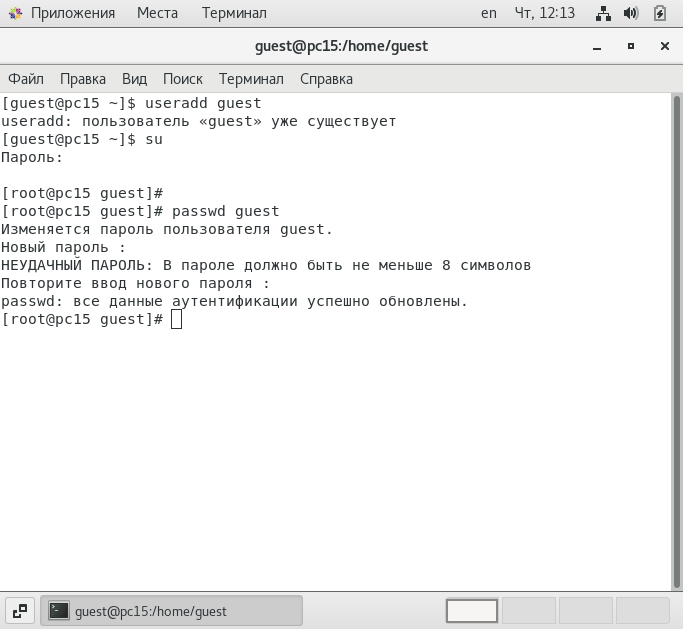 Приложения Места Терминал en Чт, 12:13
guest@pc15:/home/guest
Файл Правка Вид Поиск Терминал Справка
[guest@pc15 ~]$ useradd guest
useradd: пользователь «guest» уже существует
[guest@pc15 ~]$ su
Пароль:
[root@pc15 guest]#
[root@pc15 guest]# passwd guest
Изменяется пароль пользователя guest.
Новый пароль :
НЕУДАЧНЫЙ ПАРОЛЬ: В пароле должно быть не меньше 8 символов
Повторите ввод нового пароля :
passwd: все данные аутентификации успешно обновлены.
[root@pc15 guest]#
guest@pc15:/home/guest